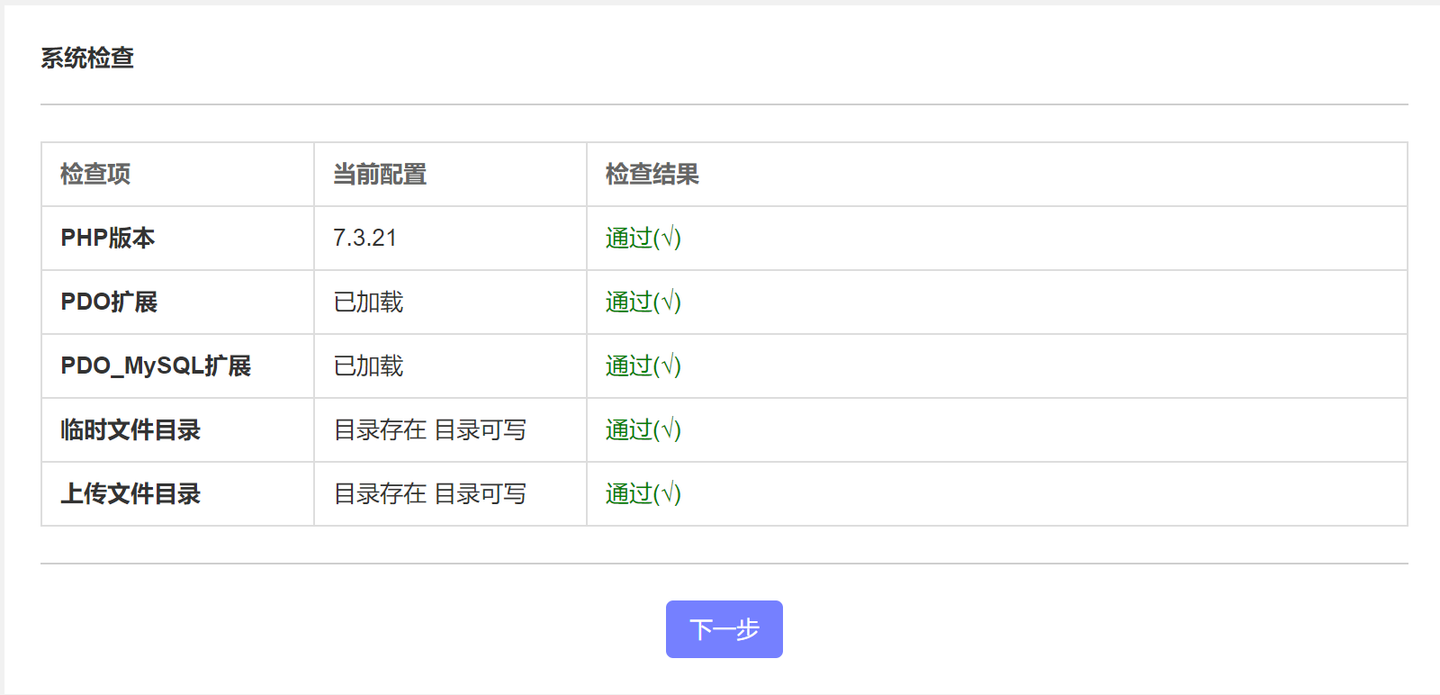 系统检查
检查项 当前配置 检查结果
PHP版本 7.3.21 通过(√)
PDO扩展 已加载 通过(√)
PDO_MySQL扩展 已加载 通过(√)
临时文件目录 目录存在 目录可写 通过(√)
上传文件目录 目录存在 目录可写 通过(√)
下一步